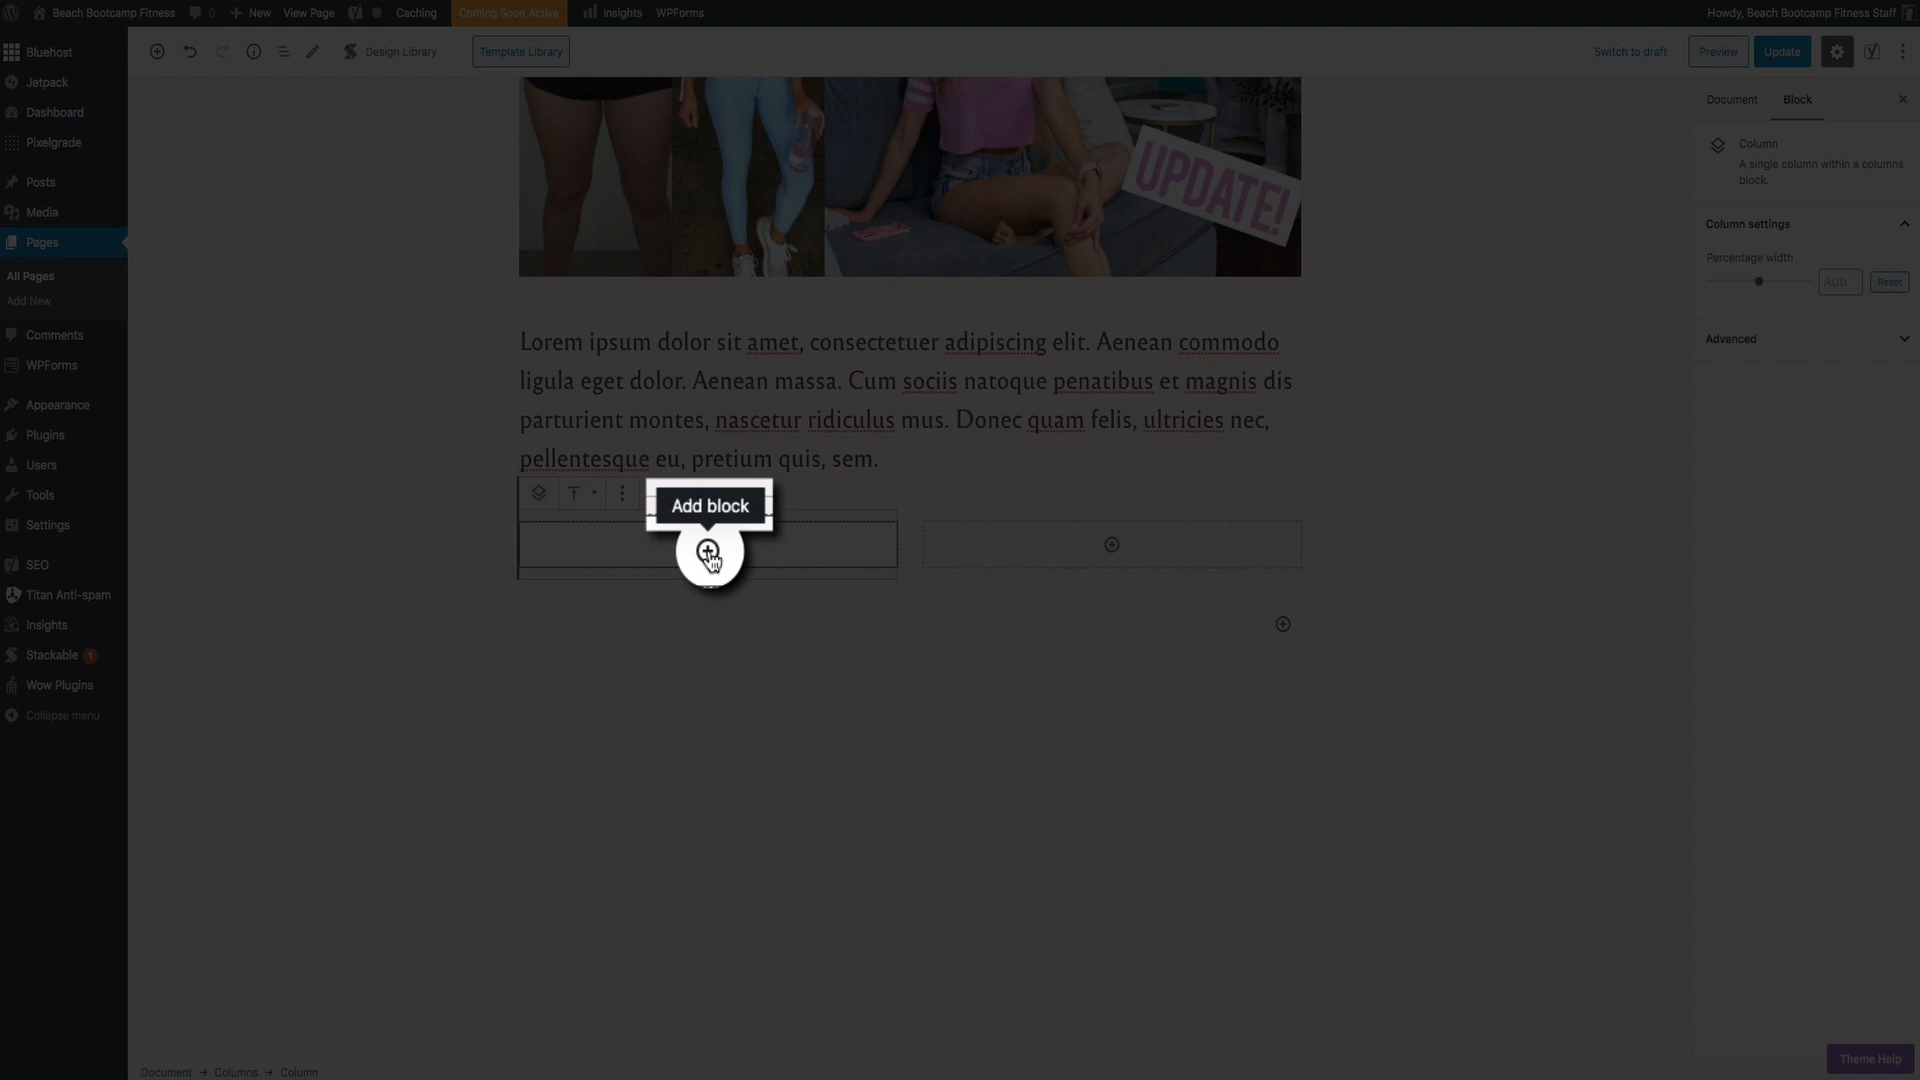 Beach Bootcamp Fitness 0 New View Page Caching Coming Soon Active Insights WPForms Howdy, Beach Bootcamp Fitness Staff
Bluehost
Design Library Template Library Switch to draft Preview Update
Jetpack
Dashboard
Pixelgrade
Posts
Media
Pages
All Pages
Add New
Comments
WPForms
Appearance
Plugins
Users
Tools
Settings
SEO
Titan Anti-spam
Insights
Stackable 1
Wow Plugins
Collapse menu
UPDATE!
Lorem ipsum dolor sit amet, consectetuer adipiscing elit. Aenean commodo
ligula eget dolor. Aenean massa. Cum sociis natoque penatibus et magnis dis
parturient montes, nascetur ridiculus mus. Donec quam felis, ultricies nec,
pellentesque eu, pretium quis, sem.
Add block
Document Block
Column
A single column within a columns
block.
Column settings
Percentage width
Reset
Advanced
Theme Help
Document → Columns → Column